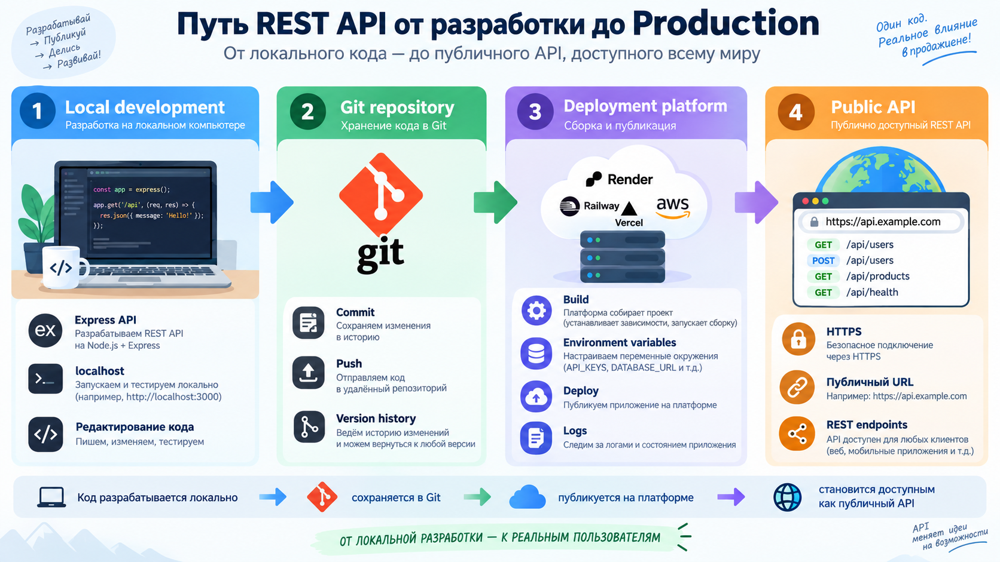 Разрабатывай
→ Публикуй
→ Делись
→ Развивай!
Путь REST API от разработки до Production
От локального кода — до публичного API, доступного всему миру
Один код.
Реальное влияние
в продажиене!
1
Local development
Разработка на локальном компьютере
const app = express();
app.get('/api', (req, res) => {
res.json({ message: 'Hello!' });
});
</>
ex
Express API
Разрабатываем REST API
на Node.js + Express
>_
localhost
Запускаем и тестируем локально
(например, http://localhost:3000)
</>
Редактирование кода
Пишем, изменяем, тестируем
2
Git repository
Хранение кода в Git
git
Commit
Сохраняем изменения
в историю
Push
Отправляем код
в удалённый репозиторий
Version history
Ведём историю изменений
и можем вернуться к любой версии
3
Deployment platform
Сборка и публикация
Render
Railway
Vercel
aws
Build
Платформа собирает проект
(устанавливает зависимости, запускает сборку)
Environment variables
Настраиваем переменные окружения
(API_KEYS, DATABASE_URL и т.д.)
Deploy
Публикуем приложение на платформе
Logs
Следим за логами и состоянием приложения
4
Public API
Публично доступный REST API
https://api.example.com
GET /api/users
POST /api/users
GET /api/products
GET /api/health
HTTPS
Безопасное подключение
через HTTPS
Публичный URL
Например: https://api.example.com
REST endpoints
API доступен для любых клиентов
(веб, мобильные приложения и т.д.)
Код разрабатывается локально
сохраняется в Git
публикуется на платформе
становится доступным
как публичный API
ОТ ЛОКАЛЬНОЙ РАЗРАБОТКИ — К РЕАЛЬНЫМ ПОЛЬЗОВАТЕЛЯМ
API
меняет идеи
на возможности